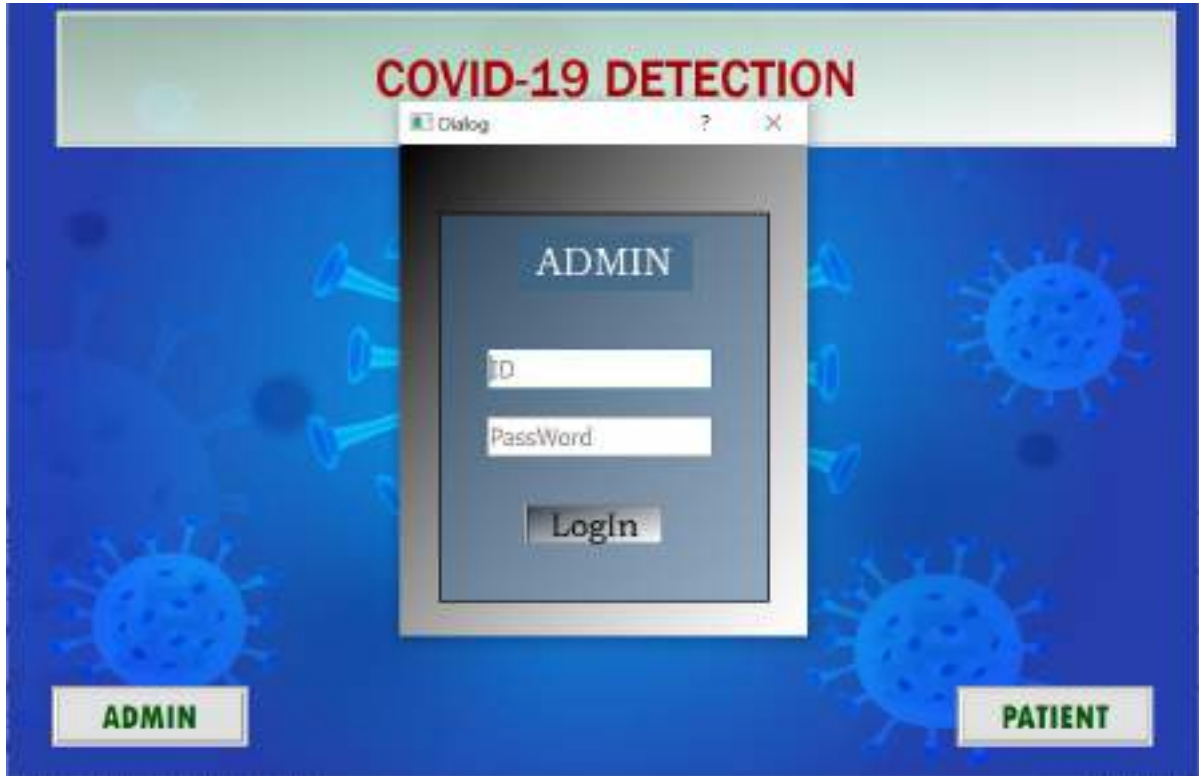 COVID-19 DETECTION
Dialog ? ×
ADMIN
ID
PassWord
LogIn
ADMIN
PATIENT